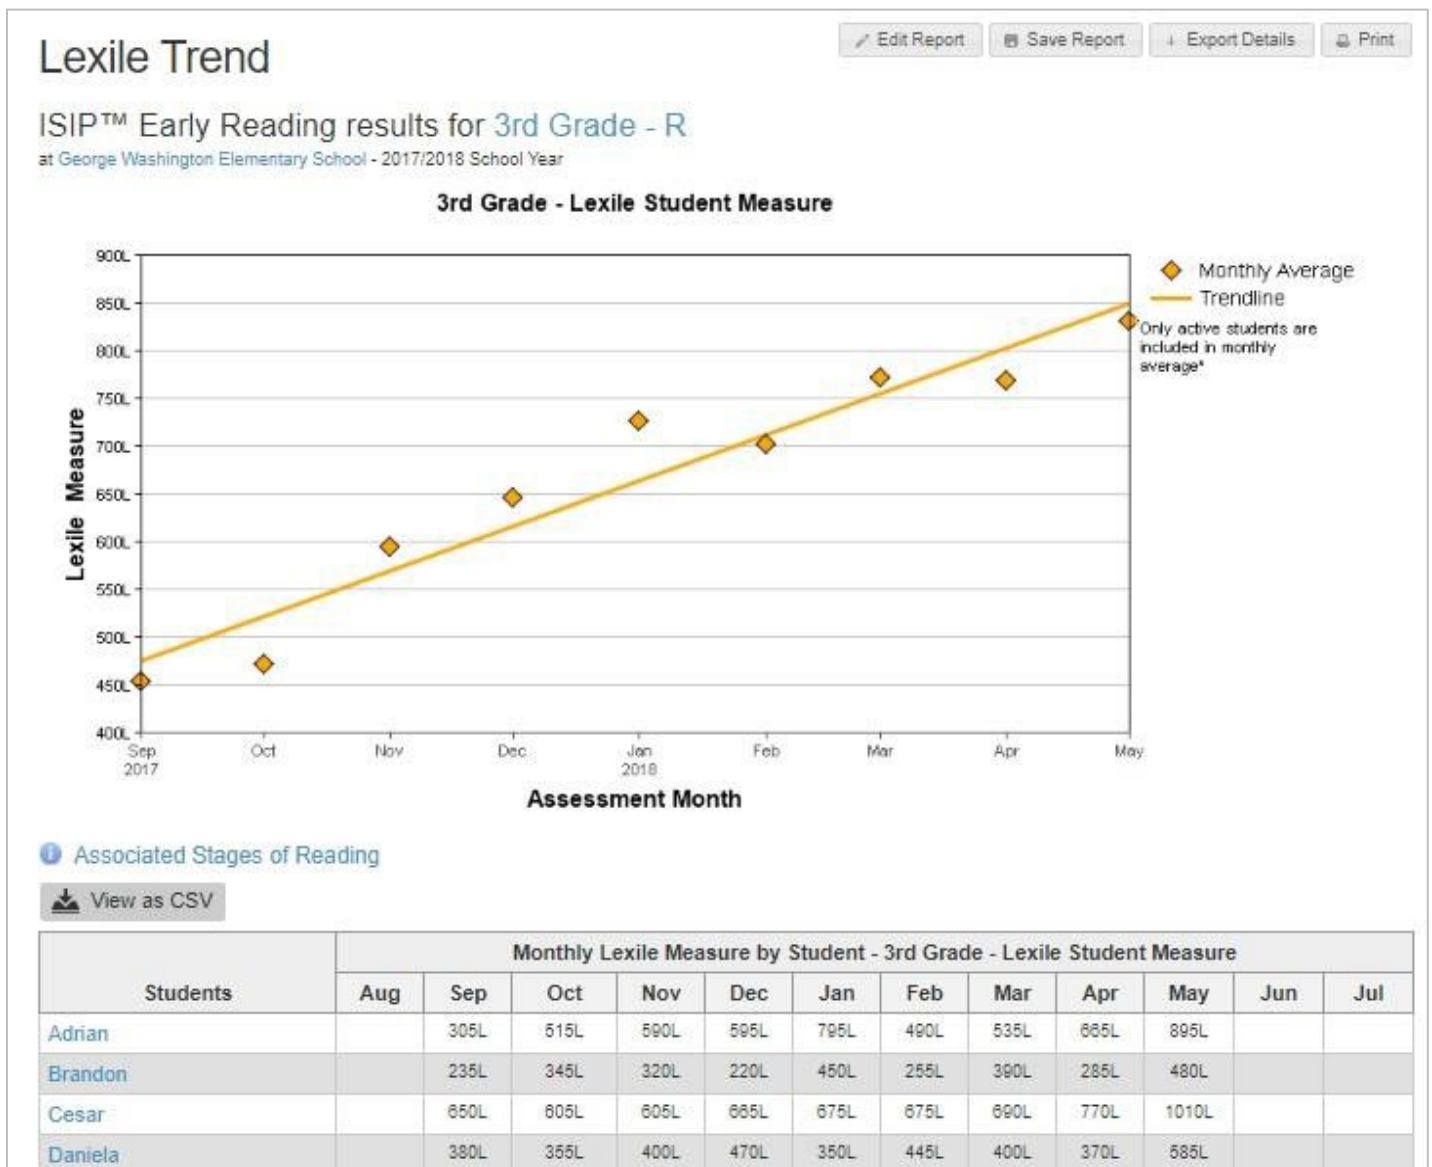 Lexile Trend
Edit Report Save Report Export Details Print
ISIP™ Early Reading results for 3rd Grade - R
at George Washington Elementary School - 2017/2018 School Year
3rd Grade - Lexile Student Measure
900L
850L
800L
750L
700L
650L
600L
550L
500L
450L
400L
Lexile Measure
Monthly Average
Trendline
Only active students are
included in monthly
average*
Sep Oct Nov Dec Jan Feb Mar Apr May
2017 2018
Assessment Month
Associated Stages of Reading
View as CSV
Monthly Lexile Measure by Student - 3rd Grade - Lexile Student Measure
Students Aug Sep Oct Nov Dec Jan Feb Mar Apr May Jun Jul
Adrian 305L 515L 590L 595L 795L 490L 535L 665L 895L
Brandon 235L 345L 320L 220L 450L 255L 390L 285L 480L
Cesar 650L 605L 605L 665L 675L 675L 690L 770L 1010L
Daniela 380L 355L 400L 470L 350L 445L 400L 370L 585L